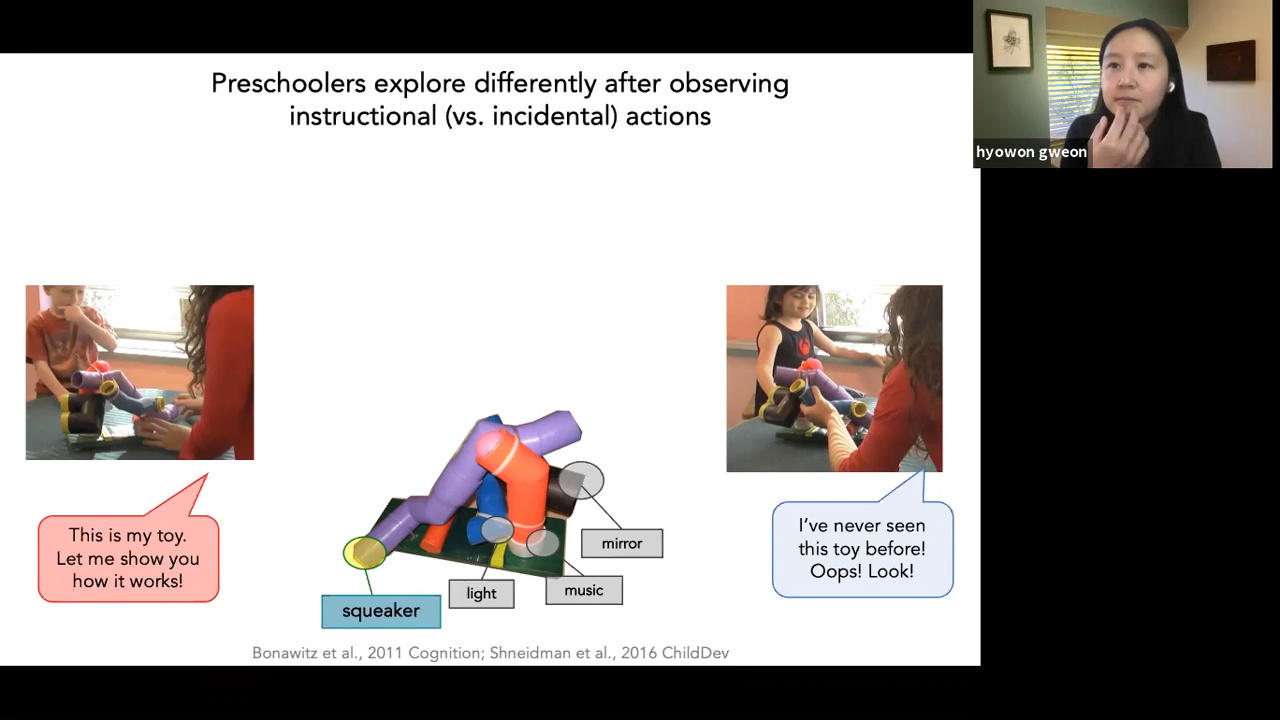 Preschoolers explore differently after observing
instructional (vs. incidental) actions
hyowon gweon
This is my toy.
Let me show you
how it works!
I've never seen
this toy before!
Oops! Look!
mirror
light
music
squeaker
Bonawitz et al., 2011 Cognition; Shneidman et al., 2016 ChildDev